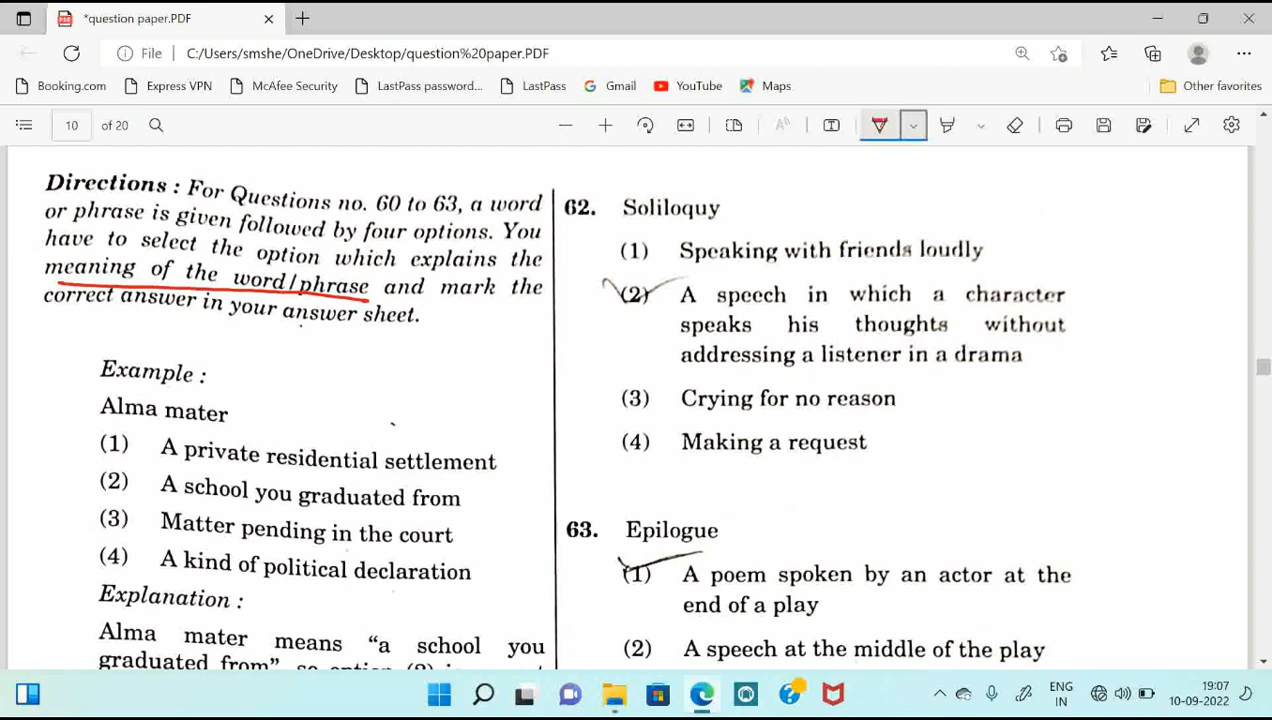 *question paper.PDF
File
C:/Users/smshe/OneDrive/Desktop/question%20paper.PDF
Booking.com
Express VPN
McAfee Security
LastPass password...
LastPass
Gmail
YouTube
Maps
Other favorites
10 of 20
Directions : For Questions no. 60 to 63, a word
or phrase is given followed by four options. You
have to select the option which explains the
meaning of the word/phrase and mark the
correct answer in your answer sheet.
Example :
Alma mater
(1) A private residential settlement
(2) A school you graduated from
(3) Matter pending in the court
(4) A kind of political declaration
Explanation :
Alma mater means "a school you
graduated from"
62. Soliloquy
(1) Speaking with friends loudly
(2) A speech in which a character
speaks his thoughts without
addressing a listener in a drama
(3) Crying for no reason
(4) Making a request
63. Epilogue
(1) A poem spoken by an actor at the
end of a play
(2) A speech at the middle of the play
ENG
IN
19:07
10-09-2022